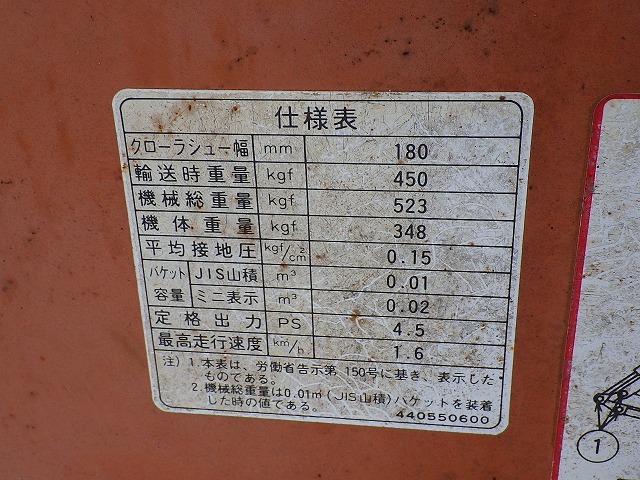 仕様表
クローラシュー幅 mm 180
輸送時重量 kgf 450
機械総重量 kgf 523
機体重量 kgf 348
平均接地圧 kgf/cm² 0.15
バケット容量 JIS山積 m³ 0.01
ミニ表示 m³ 0.02
定格出力 PS 4.5
最高走行速度 km/h 1.6
注) 1. 本表は、労働省告示第 150号に基き、表示した
ものである。
2. 機械総重量は0.01m³(JIS山積)バケットを装着
した時の値である。
440550600
1